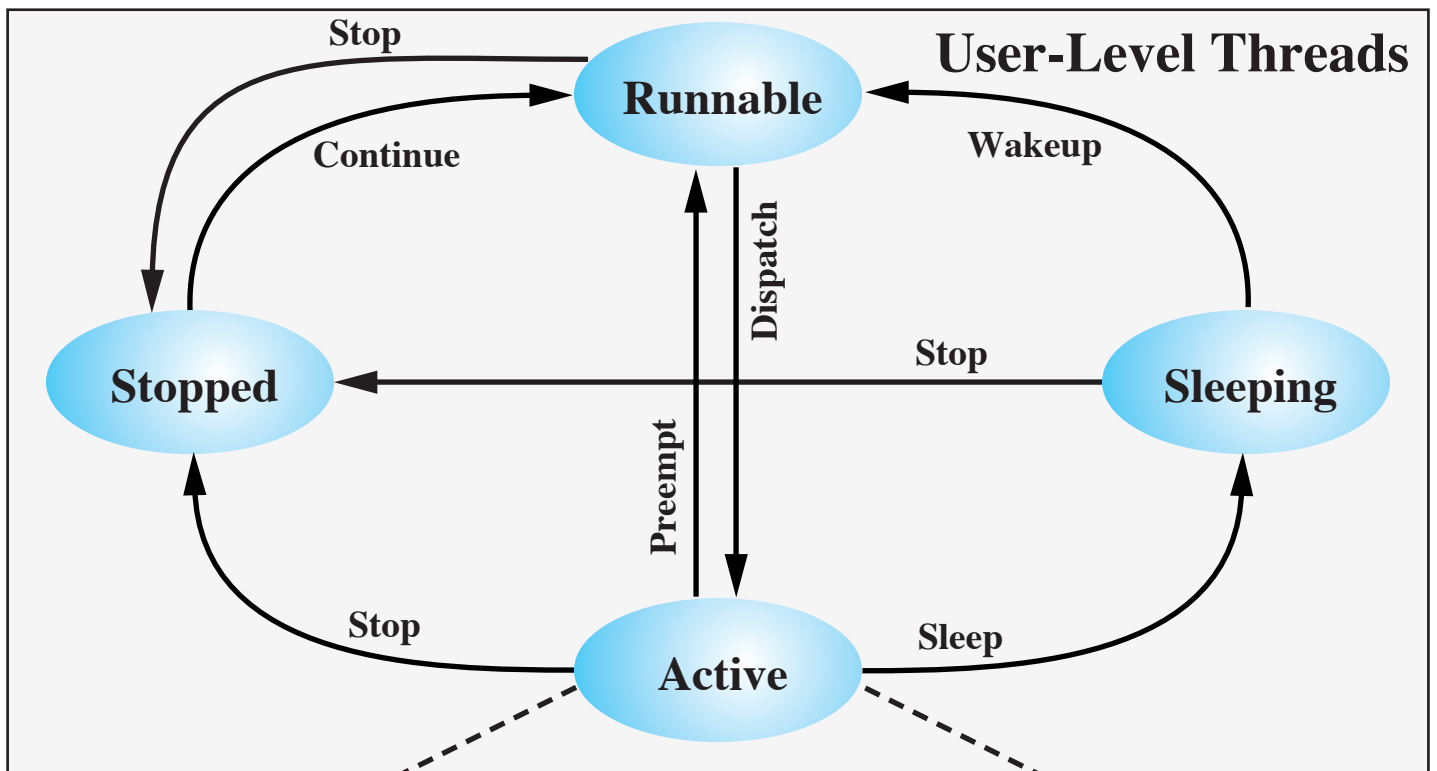 Stop
User-Level Threads
Runnable
Continue
Wakeup
Dispatch
Stop
Stopped
Sleeping
Preempt
Stop
Sleep
Active